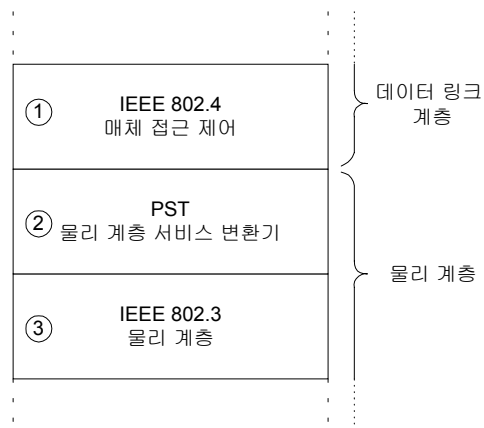 ①
IEEE 802.4
매체 접근 제어
데이터 링크
계층
②
PST
물리 계층 서비스 변환기
물리 계층
③
IEEE 802.3
물리 계층